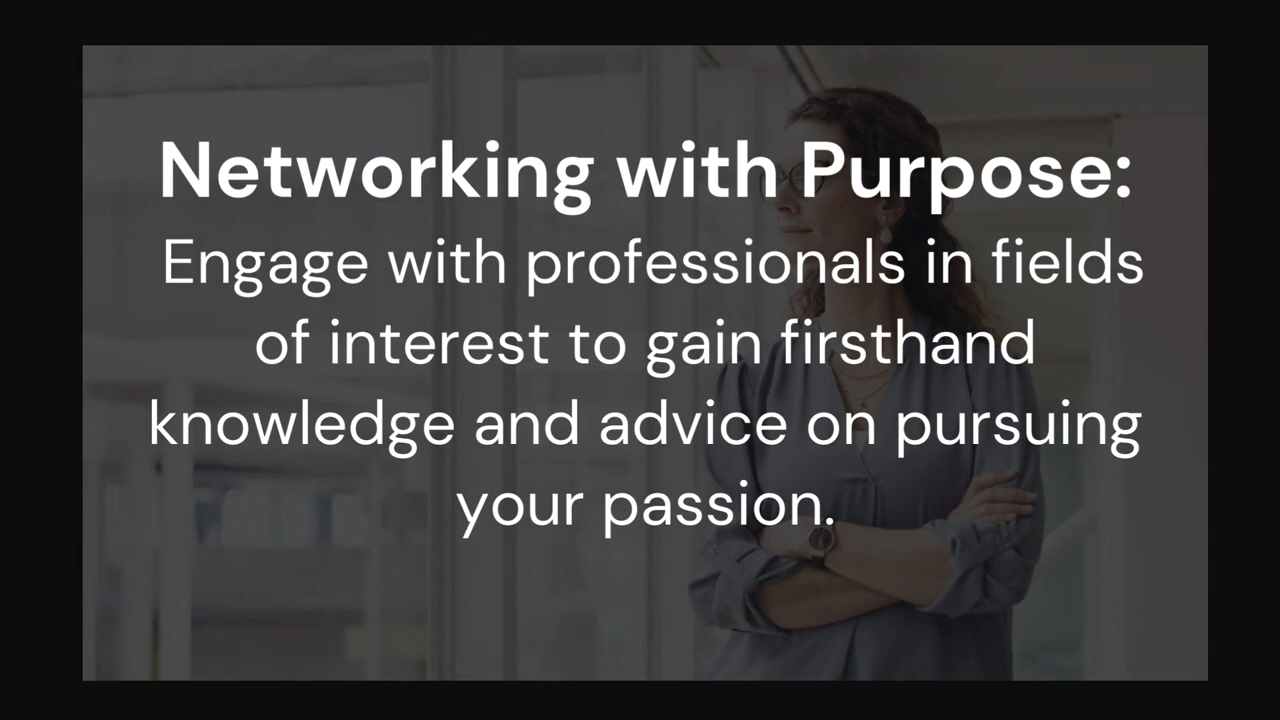 Networking with Purpose:
Engage with professionals in fields
of interest to gain firsthand
knowledge and advice on pursuing
your passion.